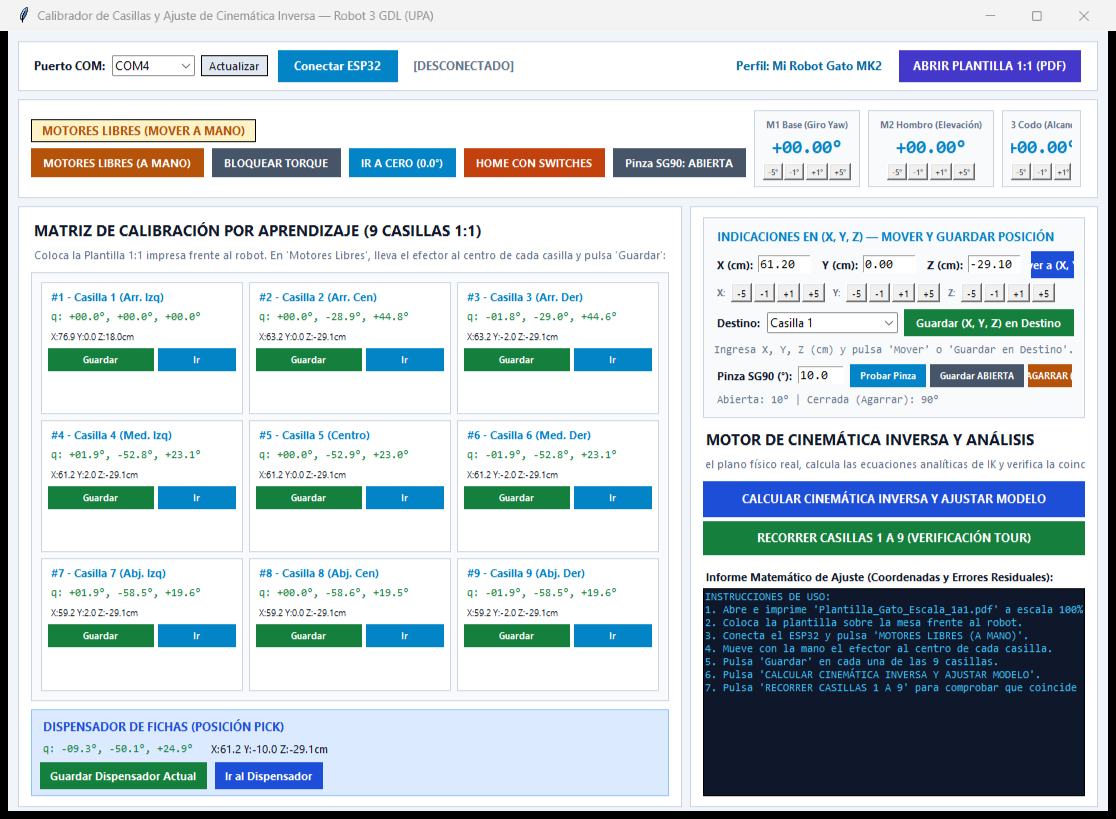 Calibrador de Casillas y Ajuste de Cinemática Inversa — Robot 3 GDL (UPA)
Puerto COM: COM4 Actualizar Conectar ESP32 [DESCONECTADO] Perfil: Mi Robot Gato MK2 ABRIR PLANTILLA 1:1 (PDF)
MOTORES LIBRES (MOVER A MANO)
MOTORES LIBRES (A MANO) BLOQUEAR TORQUE IR A CERO (0.0°) HOME CON SWITCHES Pinza SG90: ABIERTA
M1 Base (Giro Yaw)
+00.00°
-5° -1° +1° +5°
M2 Hombro (Elevación)
+00.00°
-5° -1° +1° +5°
3 Codo (Alcan
+00.00°
-5° -1° +1°
MATRIZ DE CALIBRACIÓN POR APRENDIZAJE (9 CASILLAS 1:1)
Coloca la Plantilla 1:1 impresa frente al robot. En 'Motores Libres', lleva el efector al centro de cada casilla y pulsa 'Guardar':
#1 - Casilla 1 (Arr. Izq)
q: +00.0°, +00.0°, +00.0°
X:76.9 Y:0.0 Z:18.0cm
Guardar Ir
#2 - Casilla 2 (Arr. Cen)
q: +00.0°, -28.9°, +44.8°
X:63.2 Y:0.0 Z:-29.1cm
Guardar Ir
#3 - Casilla 3 (Arr. Der)
q: -01.8°, -29.0°, +44.6°
X:63.2 Y:-2.0 Z:-29.1cm
Guardar Ir
#4 - Casilla 4 (Med. Izq)
q: +01.9°, -52.8°, +23.1°
X:61.2 Y:2.0 Z:-29.1cm
Guardar Ir
#5 - Casilla 5 (Centro)
q: +00.0°, -52.9°, +23.0°
X:61.2 Y:0.0 Z:-29.1cm
Guardar Ir
#6 - Casilla 6 (Med. Der)
q: -01.9°, -52.8°, +23.1°
X:61.2 Y:-2.0 Z:-29.1cm
Guardar Ir
#7 - Casilla 7 (Abj. Izq)
q: +01.9°, -58.5°, +19.6°
X:59.2 Y:2.0 Z:-29.1cm
Guardar Ir
#8 - Casilla 8 (Abj. Cen)
q: +00.0°, -58.6°, +19.5°
X:59.2 Y:0.0 Z:-29.1cm
Guardar Ir
#9 - Casilla 9 (Abj. Der)
q: -01.9°, -58.5°, +19.6°
X:59.2 Y:-2.0 Z:-29.1cm
Guardar Ir
DISPENSADOR DE FICHAS (POSICIÓN PICK)
q: -09.3°, -50.1°, +24.9° X:61.2 Y:-10.0 Z:-29.1cm
Guardar Dispensador Actual Ir al Dispensador
INDICACIONES EN (X, Y, Z) — MOVER Y GUARDAR POSICIÓN
X (cm): 61.20 Y (cm): 0.00 Z (cm): -29.10 ver a (X, Y
X: -5 -1 +1 +5 Y: -5 -1 +1 +5 Z: -5 -1 +1 +5
Destino: Casilla 1 Guardar (X, Y, Z) en Destino
Ingresa X, Y, Z (cm) y pulsa 'Mover' o 'Guardar en Destino'.
Pinza SG90 (°): 10.0 Probar Pinza Guardar ABIERTA AGARRAR (
Abierta: 10° | Cerrada (Agarrar): 90°
MOTOR DE CINEMÁTICA INVERSA Y ANÁLISIS
el plano físico real, calcula las ecuaciones analíticas de IK y verifica la coinc
CALCULAR CINEMÁTICA INVERSA Y AJUSTAR MODELO
RECORRER CASILLAS 1 A 9 (VERIFICACIÓN TOUR)
Informe Matemático de Ajuste (Coordenadas y Errores Residuales):
INSTRUCCIONES DE USO:
1. Abre e imprime 'Plantilla_Gato_Escala_1a1.pdf' a escala 100%
2. Coloca la plantilla sobre la mesa frente al robot.
3. Conecta el ESP32 y pulsa 'MOTORES LIBRES (A MANO)'.
4. Mueve con la mano el efector al centro de cada casilla.
5. Pulsa 'Guardar' en cada una de las 9 casillas.
6. Pulsa 'CALCULAR CINEMÁTICA INVERSA Y AJUSTAR MODELO'.
7. Pulsa 'RECORRER CASILLAS 1 A 9' para comprobar que coincide